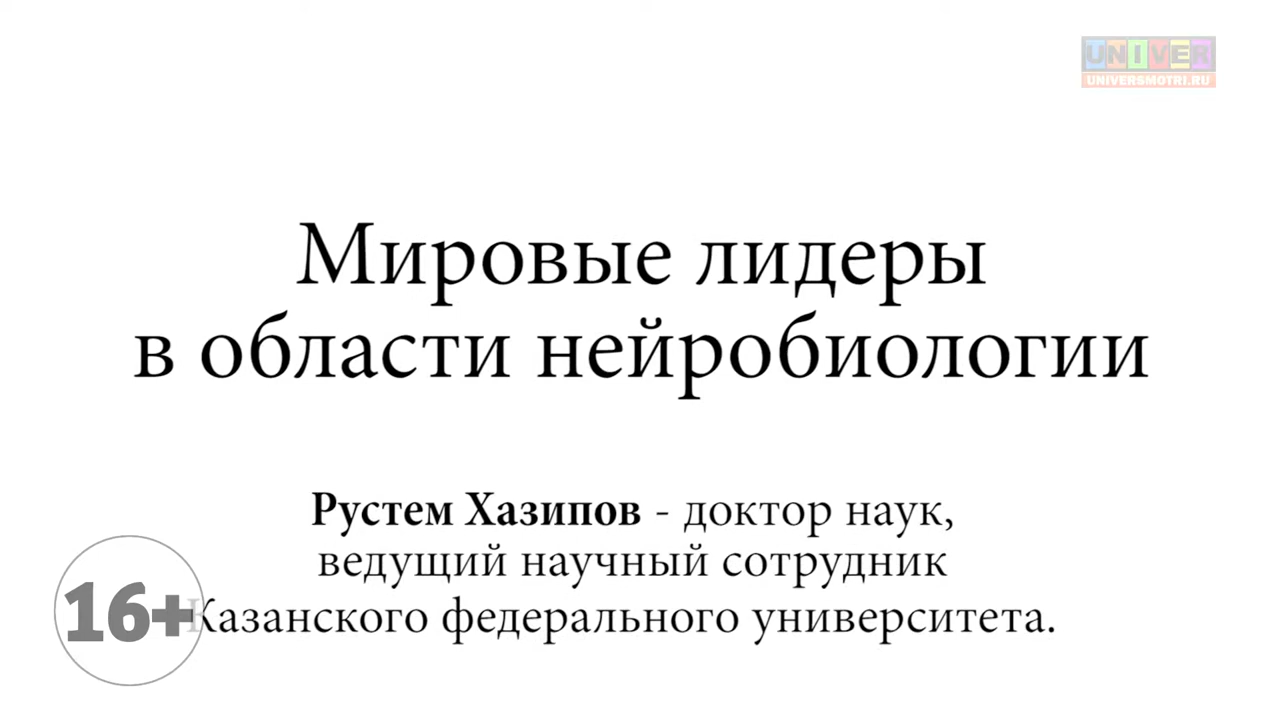 UNIVER
UNIVERSMOTRI.RU
Мировые лидеры
в области нейробиологии
Рустем Хазипов - доктор наук,
ведущий научный сотрудник
16+
Казанского федерального университета.